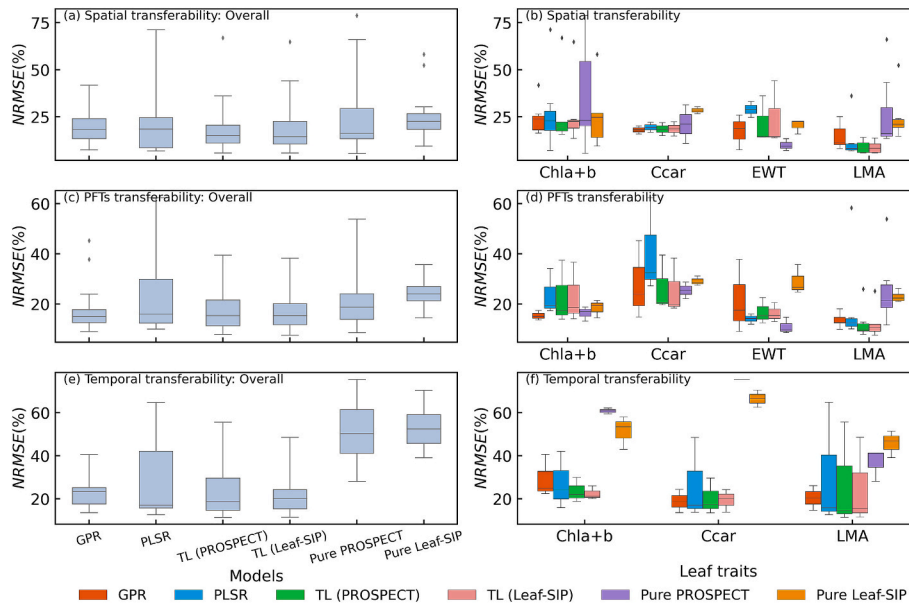 (a) Spatial transferability: Overall
NRMSE(%)
75
50
25
(b) Spatial transferability
NRMSE(%)
75
50
25
Chla+b Ccar EWT LMA
(c) PFTs transferability: Overall
NRMSE(%)
60
40
20
(d) PFTs transferability
NRMSE(%)
60
40
20
Chla+b Ccar EWT LMA
(e) Temporal transferability: Overall
NRMSE(%)
60
40
20
GPR PLSR TL (PROSPECT) TL (Leaf-SIP) Pure PROSPECT Pure Leaf-SIP
Models
(f) Temporal transferability
NRMSE(%)
60
40
20
Chla+b Ccar LMA
Leaf traits
GPR PLSR TL (PROSPECT) TL (Leaf-SIP) Pure PROSPECT Pure Leaf-SIP